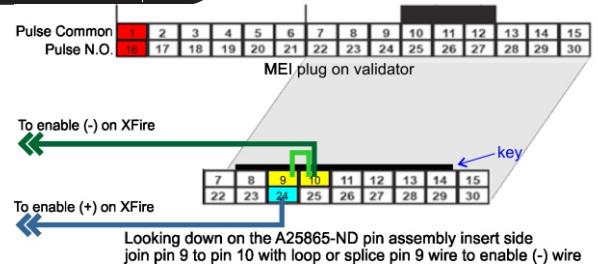 Pulse Common 1 2 3 4 5 6 7 8 9 10 11 12 13 14 15
Pulse N.O. 16 17 18 19 20 21 22 23 24 25 26 27 28 29 30
MEI plug on validator
To enable (-) on XFire
key
7 8 9 10 11 12 13 14 15
22 23 24 25 26 27 28 29 30
To enable (+) on XFire
Looking down on the A25865-ND pin assembly insert side
join pin 9 to pin 10 with loop or splice pin 9 wire to enable (-) wire